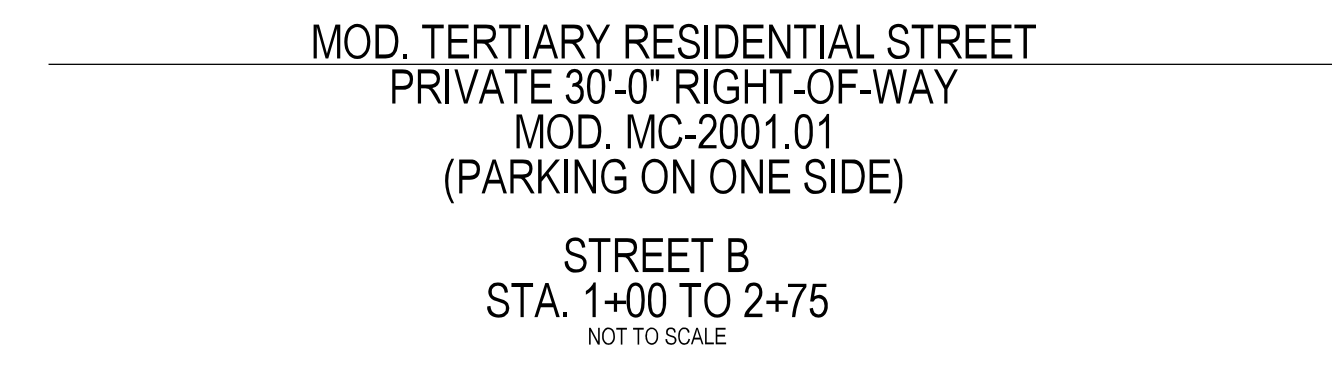 MOD. TERTIARY RESIDENTIAL STREET
PRIVATE 30'-0" RIGHT-OF-WAY
MOD. MC-2001.01
(PARKING ON ONE SIDE)
STREET B
STA. 1+00 TO 2+75
NOT TO SCALE